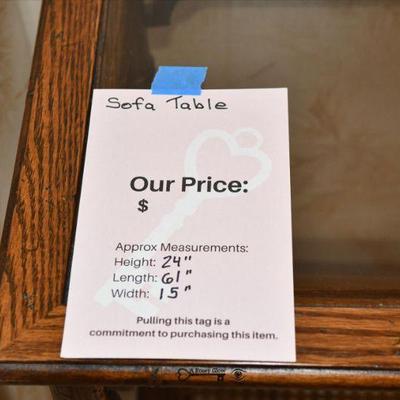 Sofa Table
Our Price:
$
Approx Measurements:
Height: 24"
Length: 61"
Width: 15"
Pulling this tag is a
commitment to purchasing this item.